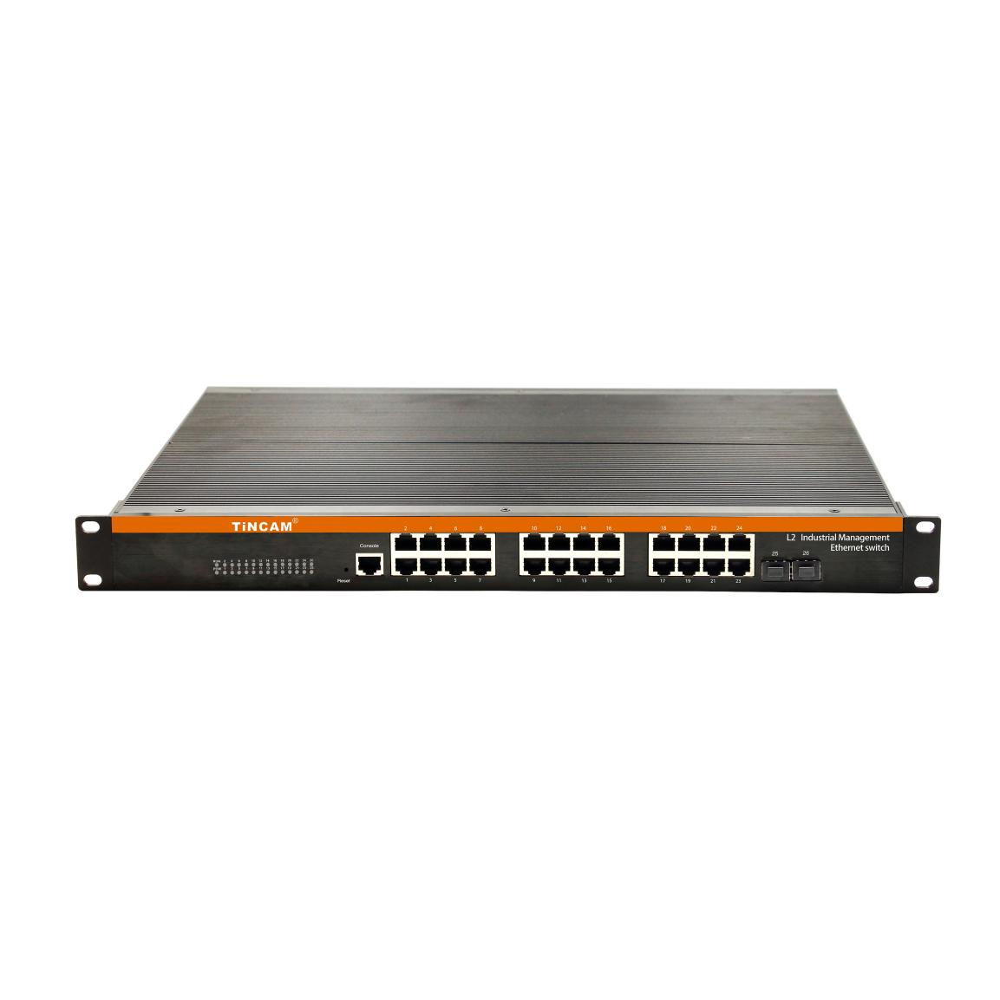 TiNCAM®
2 4 6 8 10 12 14 16 18 20 22 24
L2 Industrial Management
Ethernet switch
Console
25 26
Reset
1 3 5 7 9 11 13 15 17 19 21 23